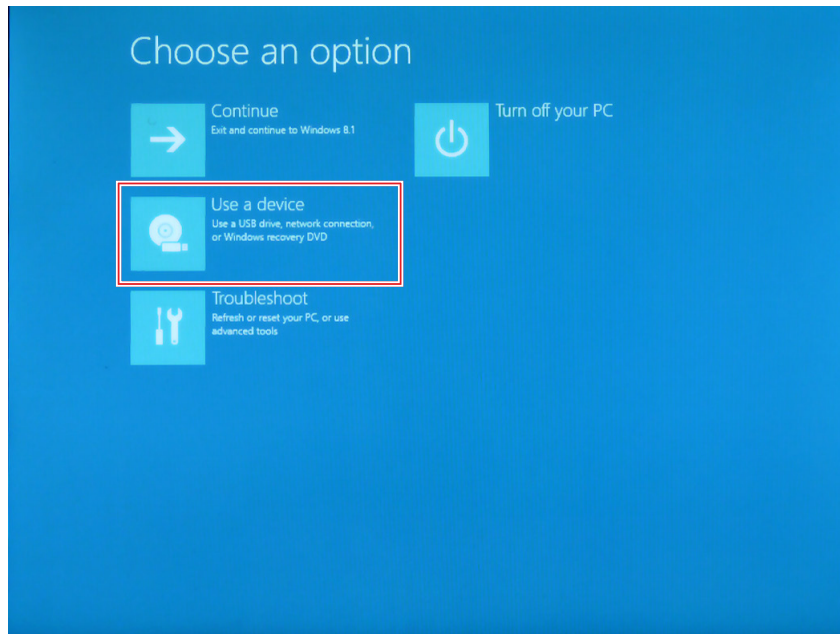 Choose an option
Continue
Exit and continue to Windows 8.1
Turn off your PC
Use a device
Use a USB drive, network connection,
or Windows recovery DVD
Troubleshoot
Refresh or reset your PC, or use
advanced tools